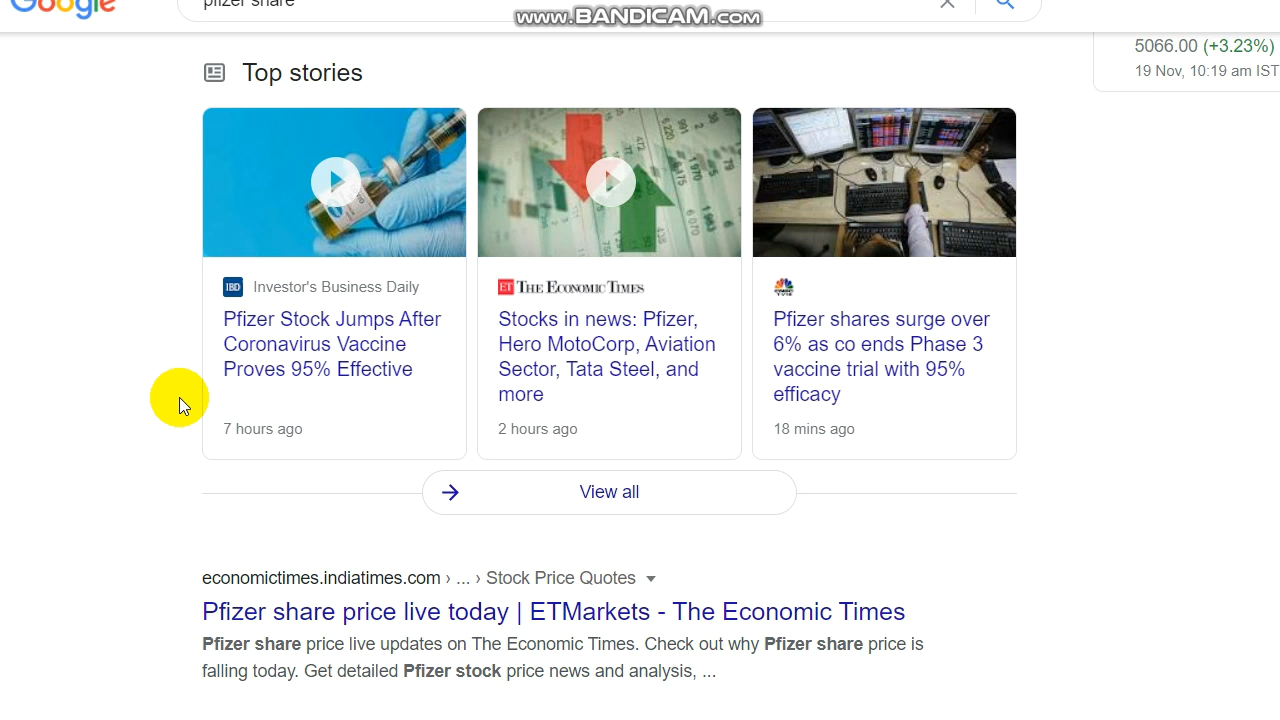 Google
pfizer share
www.BANDICAM.com
5066.00 (+3.23%)
19 Nov, 10:19 am IST
Top stories
IBD Investor's Business Daily
Pfizer Stock Jumps After
Coronavirus Vaccine
Proves 95% Effective
7 hours ago
ET THE ECONOMIC TIMES
Stocks in news: Pfizer,
Hero MotoCorp, Aviation
Sector, Tata Steel, and
more
2 hours ago
Pfizer shares surge over
6% as co ends Phase 3
vaccine trial with 95%
efficacy
18 mins ago
View all
economictimes.indiatimes.com › ... › Stock Price Quotes
Pfizer share price live today | ETMarkets - The Economic Times
Pfizer share price live updates on The Economic Times. Check out why Pfizer share price is
falling today. Get detailed Pfizer stock price news and analysis, ...